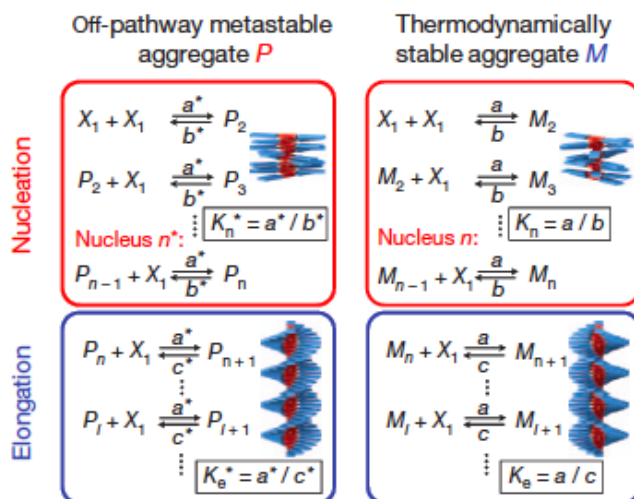 Off-pathway metastable
aggregate P
Thermodynamically
stable aggregate M
Nucleation
X₁ + X₁ a* b* P₂
P₂ + X₁ a* b* P₃
Kₙ* = a* / b*
Nucleus n*:
Pₙ₋₁ + X₁ a* b* Pₙ
X₁ + X₁ a b M₂
M₂ + X₁ a b M₃
Kₙ = a / b
Nucleus n:
Mₙ₋₁ + X₁ a b Mₙ
Elongation
Pₙ + X₁ a* c* Pₙ₊₁
Pₗ + X₁ a* c* Pₗ₊₁
Kₑ* = a* / c*
Mₙ + X₁ a c Mₙ₊₁
Mₗ + X₁ a c Mₗ₊₁
Kₑ = a / c